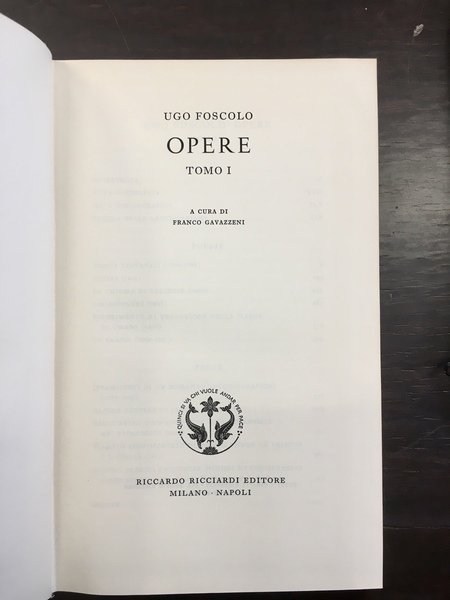 UGO FOSCOLO
OPERE
TOMO I
A CURA DI
FRANCO GAVAZZENI
QUINCI SI VA CHI VUOLE ANDAR PER PACE
RICCARDO RICCIARDI EDITORE
MILANO · NAPOLI